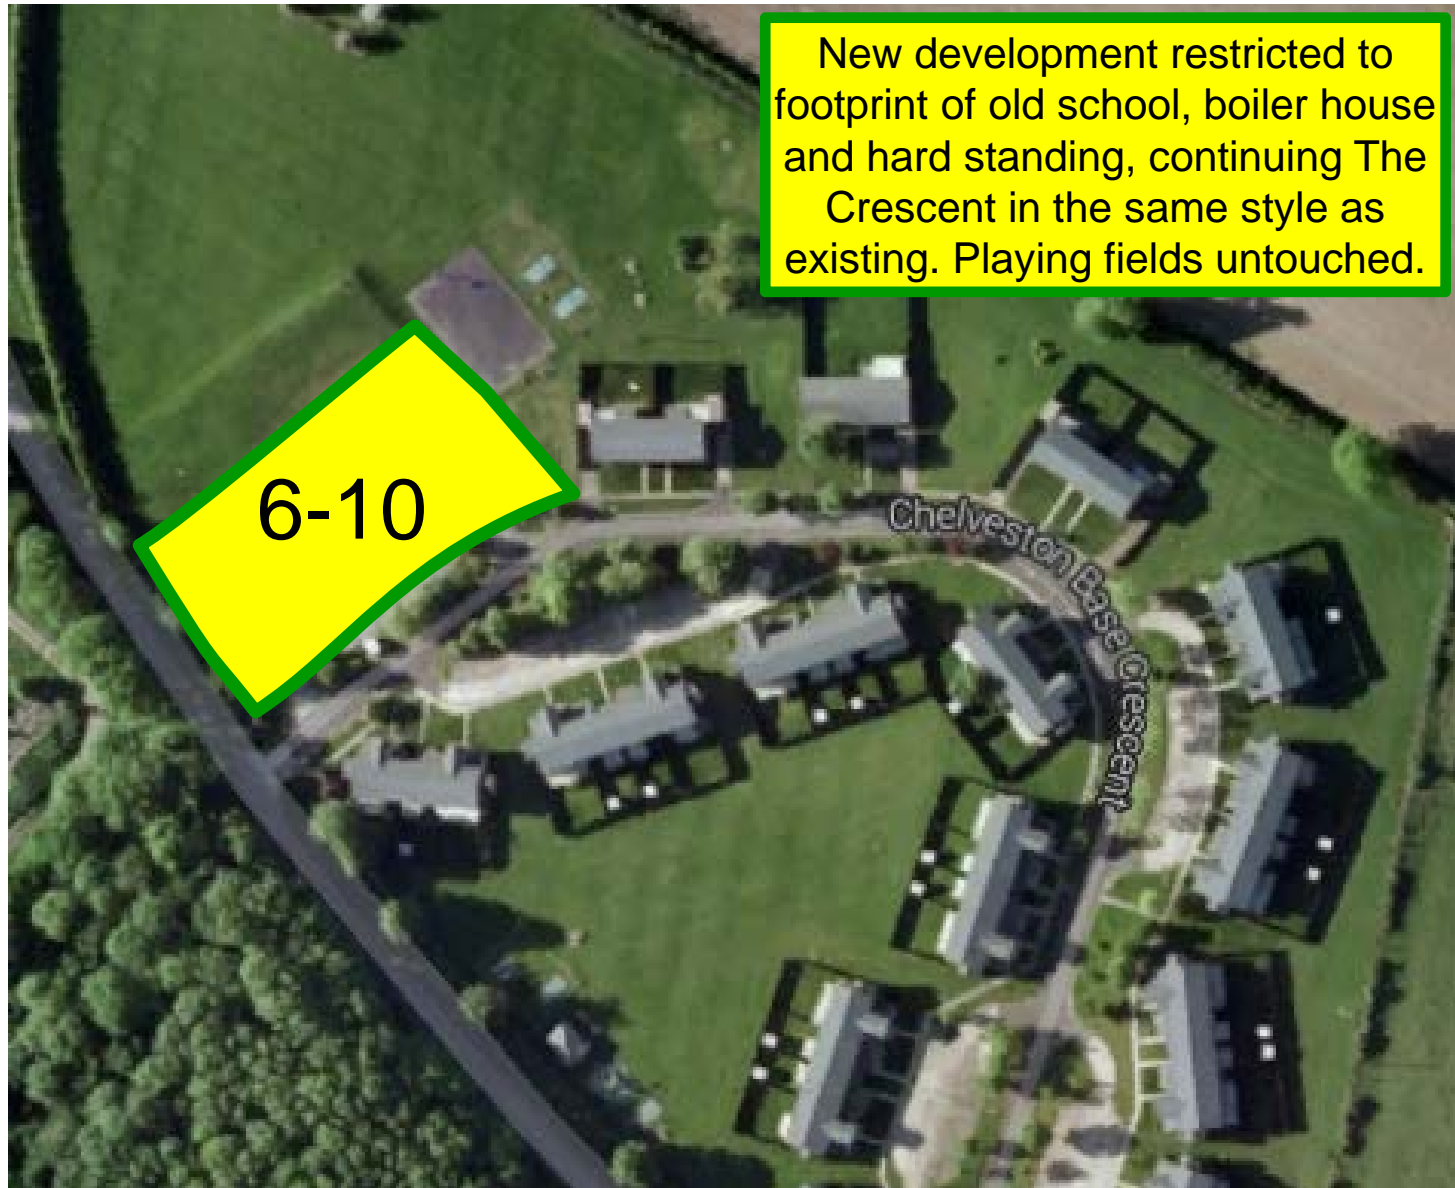 New development restricted to
footprint of old school, boiler house
and hard standing, continuing The
Crescent in the same style as
existing. Playing fields untouched.
6-10
Chelveston Base Crescent